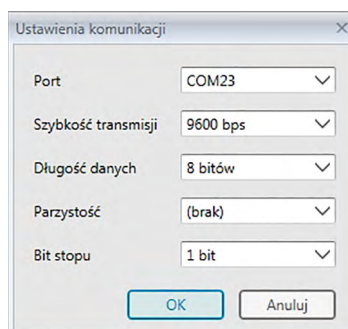 Ustawienia komunikacji
Port COM23
Szybkość transmisji 9600 bps
Długość danych 8 bitów
Parzystość (brak)
Bit stopu 1 bit
OK Anuluj